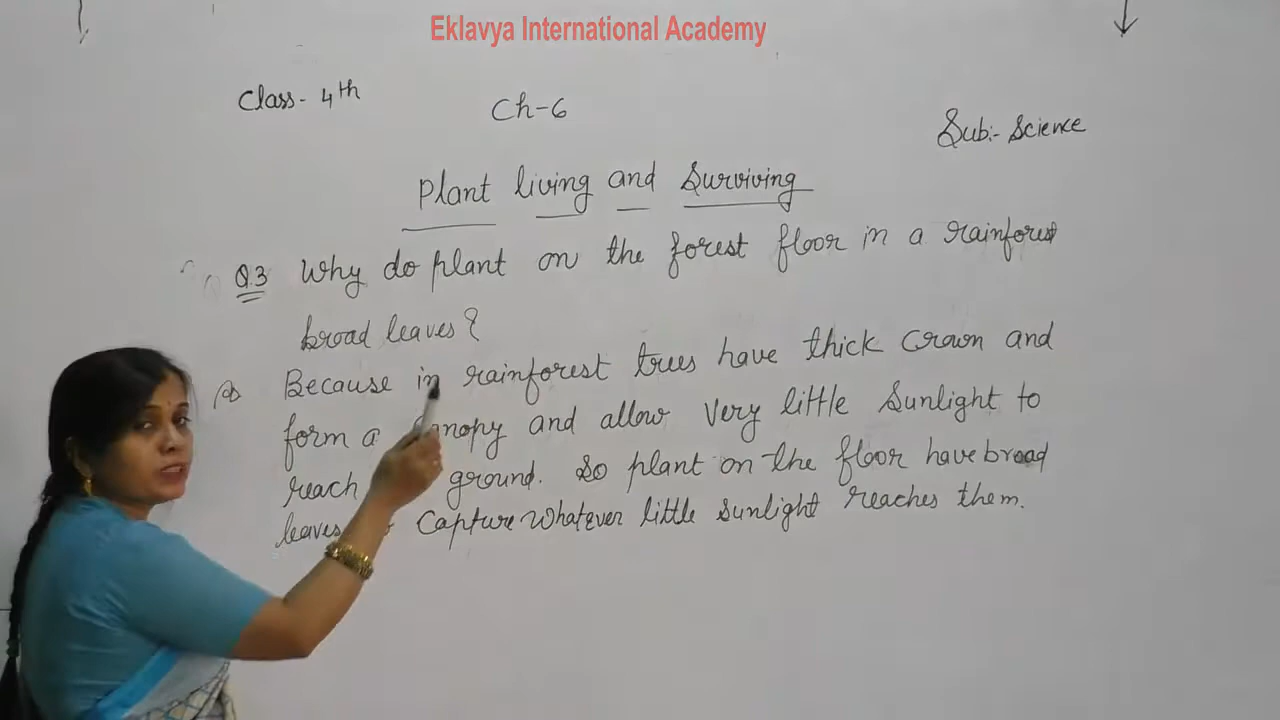 Eklavya International Academy
Class- 4th
Ch-6
Sub:- Science
Plant living and Surviving
Q.3 Why do plant on the forest floor in a rainforest
broad leaves?
Because in rainforest trees have thick crown and
form a canopy and allow very little Sunlight to
reach ground. So plant on the floor have broad
leaves Capture whatever little sunlight reaches them.